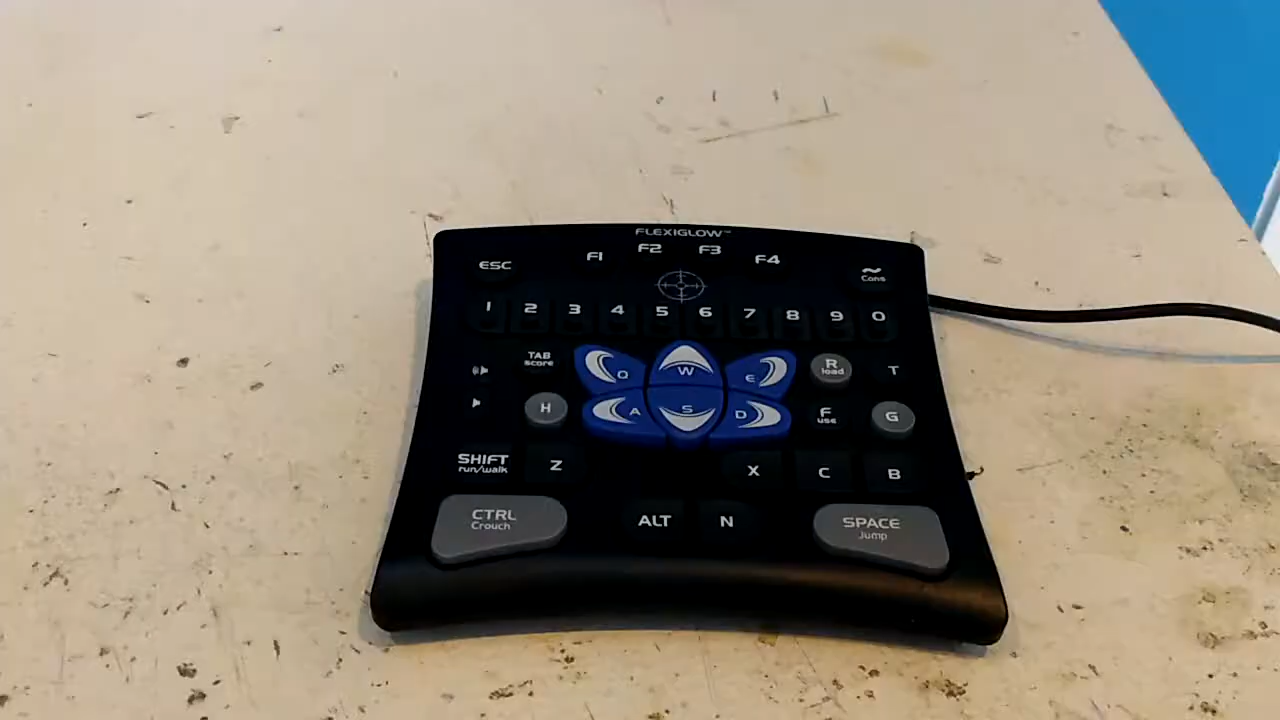 FLEXIGLOW™
ESC F1 F2 F3 F4 ~ Cons
1 2 3 4 5 6 7 8 9 0
TAB
score
Q W E
R
load
T
H
A S D
F
use
G
SHIFT
run/walk
Z X C B
CTRL
Crouch
ALT N
SPACE
Jump